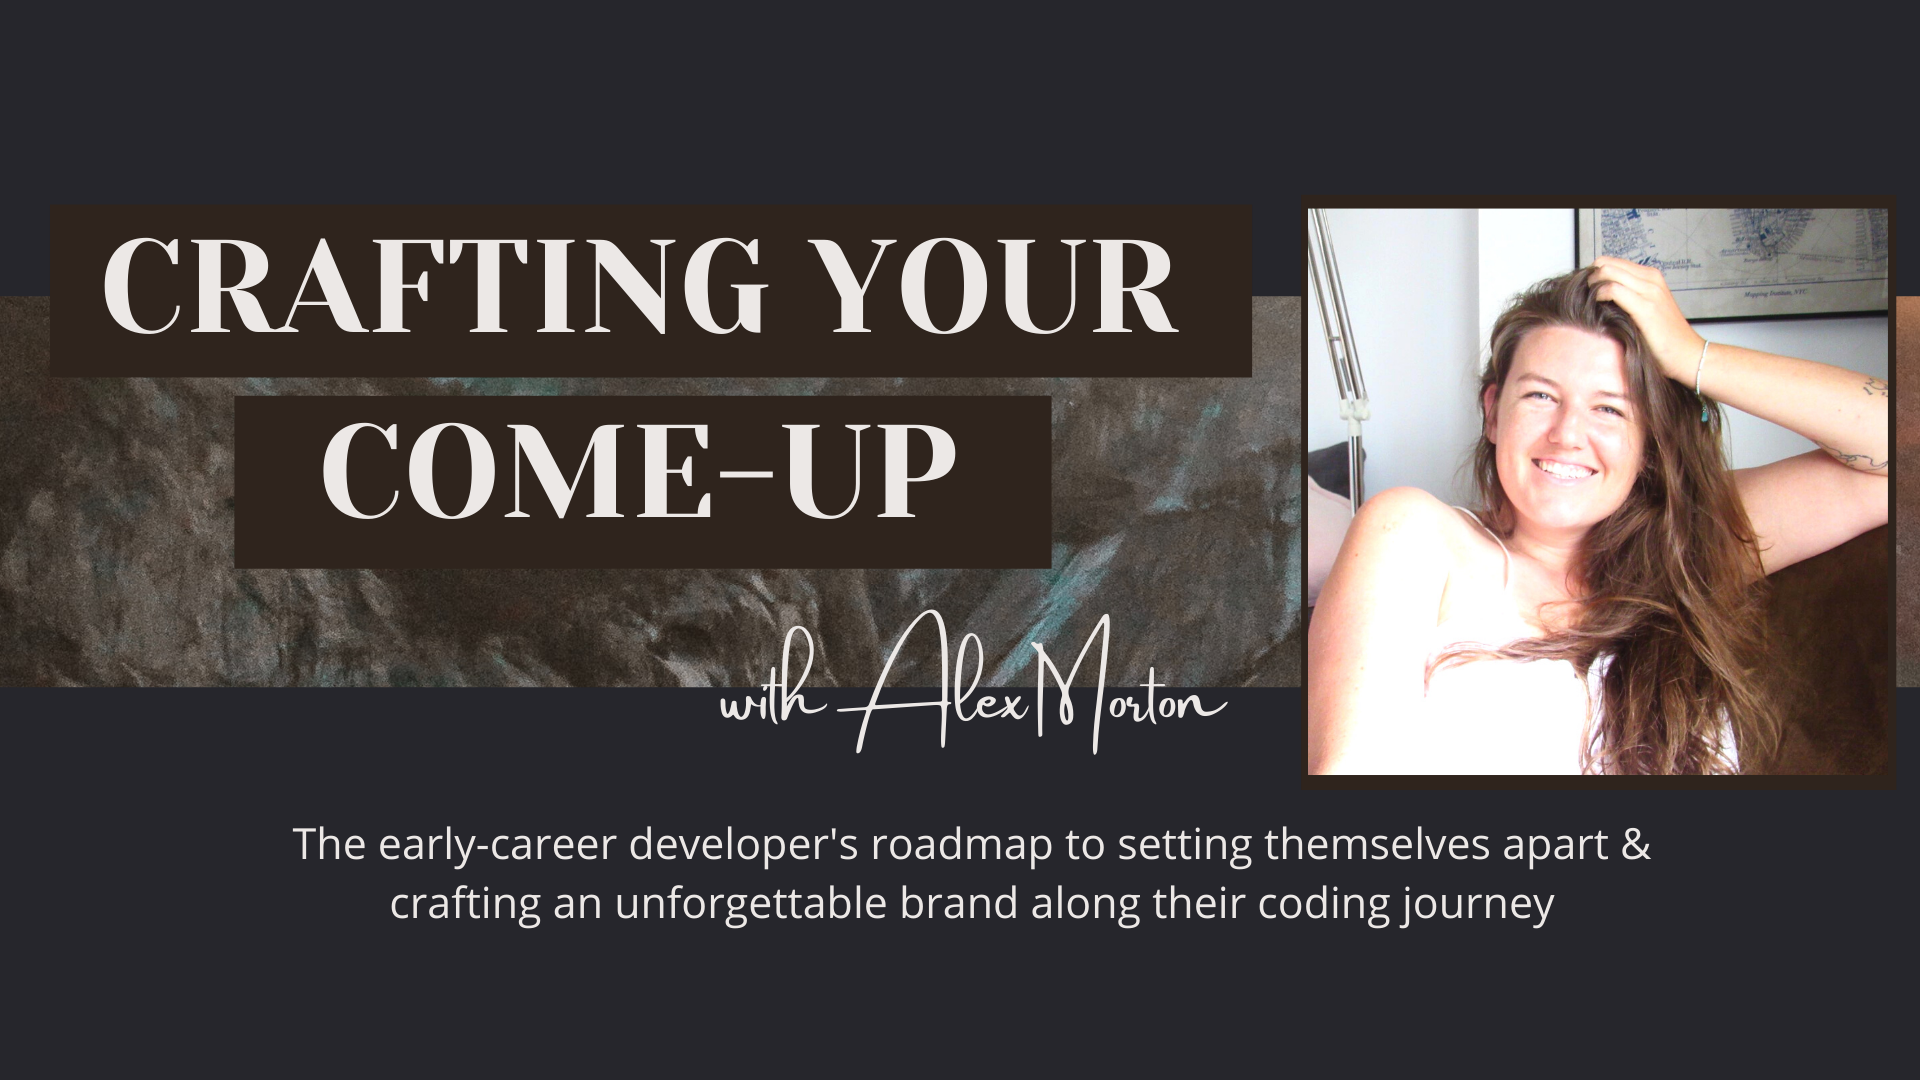 CRAFTING YOUR
COME-UP
with Alex Morton
The early-career developer's roadmap to setting themselves apart &
crafting an unforgettable brand along their coding journey